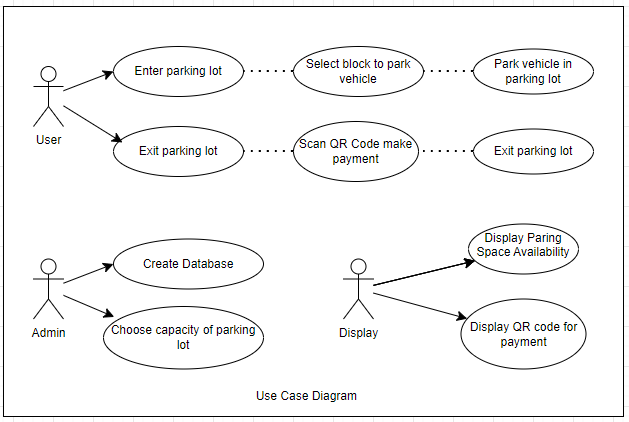 Enter parking lot
Select block to park
vehicle
Park vehicle in
parking lot
User
Exit parking lot
Scan QR Code make
payment
Exit parking lot
Create Database
Display Paring
Space Availability
Admin
Choose capacity of parking
lot
Display
Display QR code for
payment
Use Case Diagram